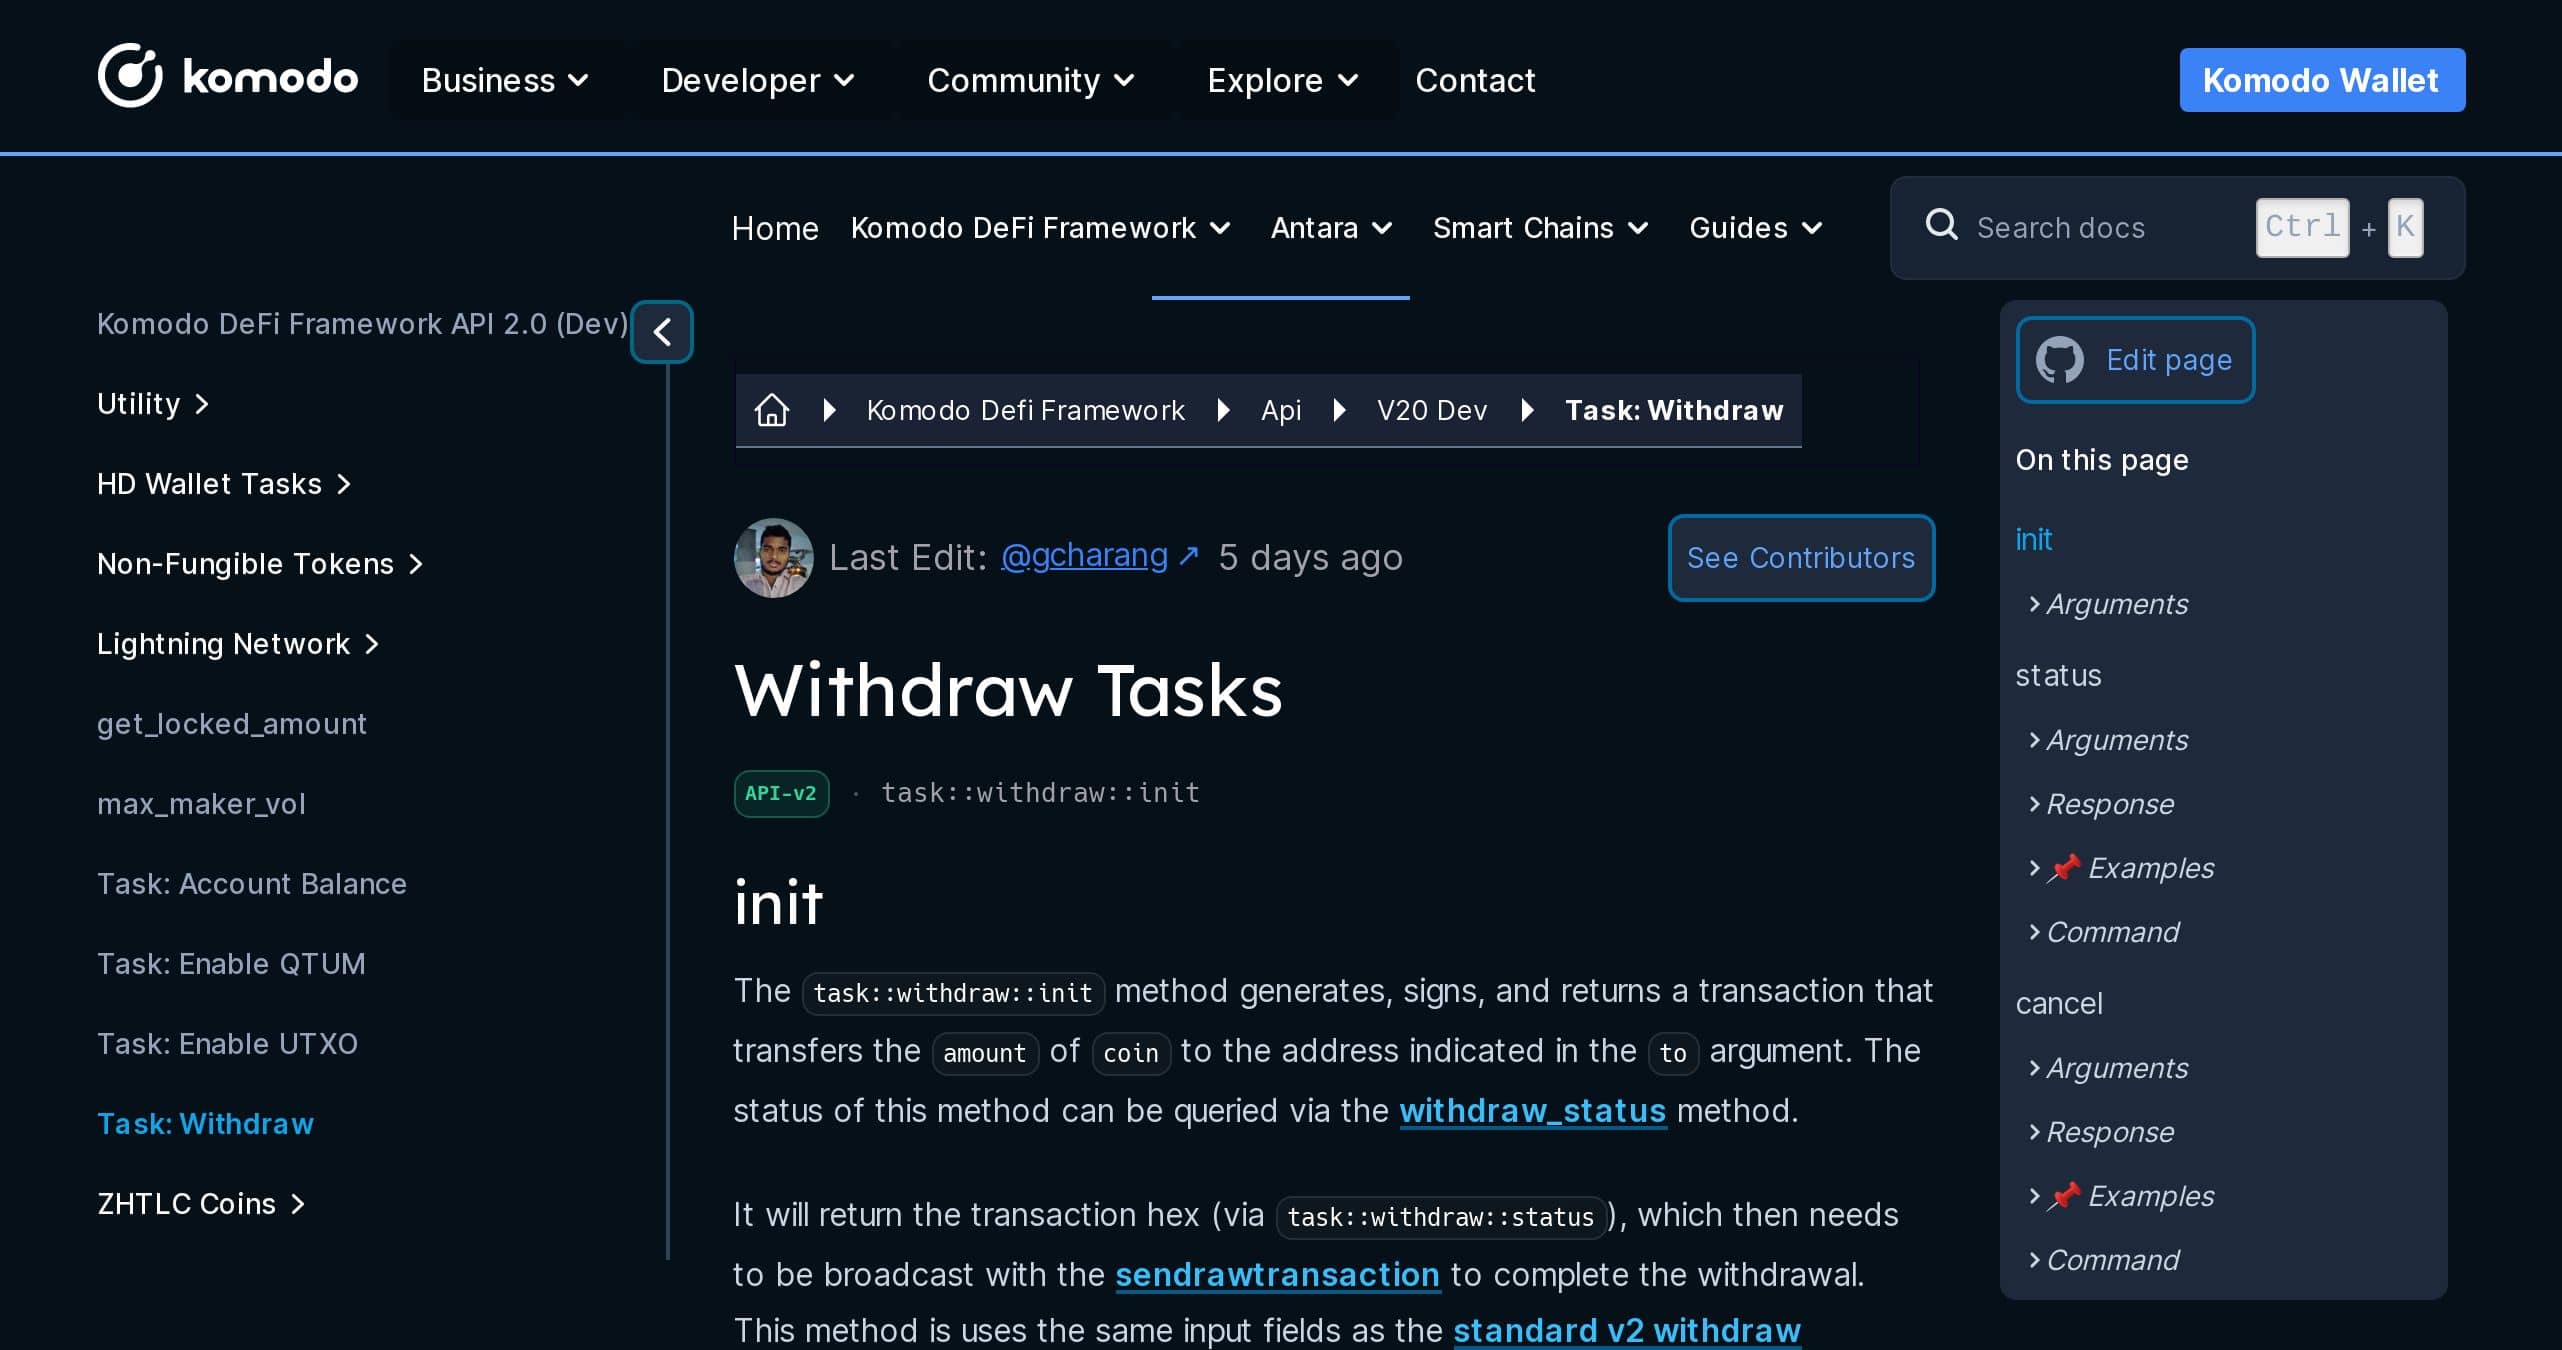 komodo
Business
Developer
Community
Explore
Contact
Komodo Wallet
Home
Komodo DeFi Framework
Antara
Smart Chains
Guides
Search docs
Ctrl + K
Komodo DeFi Framework API 2.0 (Dev)
Utility
HD Wallet Tasks
Non-Fungible Tokens
Lightning Network
get_locked_amount
max_maker_vol
Task: Account Balance
Task: Enable QTUM
Task: Enable UTXO
Task: Withdraw
ZHTLC Coins
Komodo Defi Framework
Api
V20 Dev
Task: Withdraw
Last Edit: @gcharang ↗ 5 days ago
See Contributors
Withdraw Tasks
API-v2 · task::withdraw::init
init
The task::withdraw::init method generates, signs, and returns a transaction that
transfers the amount of coin to the address indicated in the to argument. The
status of this method can be queried via the withdraw_status method.
It will return the transaction hex (via task::withdraw::status), which then needs
to be broadcast with the sendrawtransaction to complete the withdrawal.
This method is uses the same input fields as the standard v2 withdraw
Edit page
On this page
init
Arguments
status
Arguments
Response
📌 Examples
Command
cancel
Arguments
Response
📌 Examples
Command